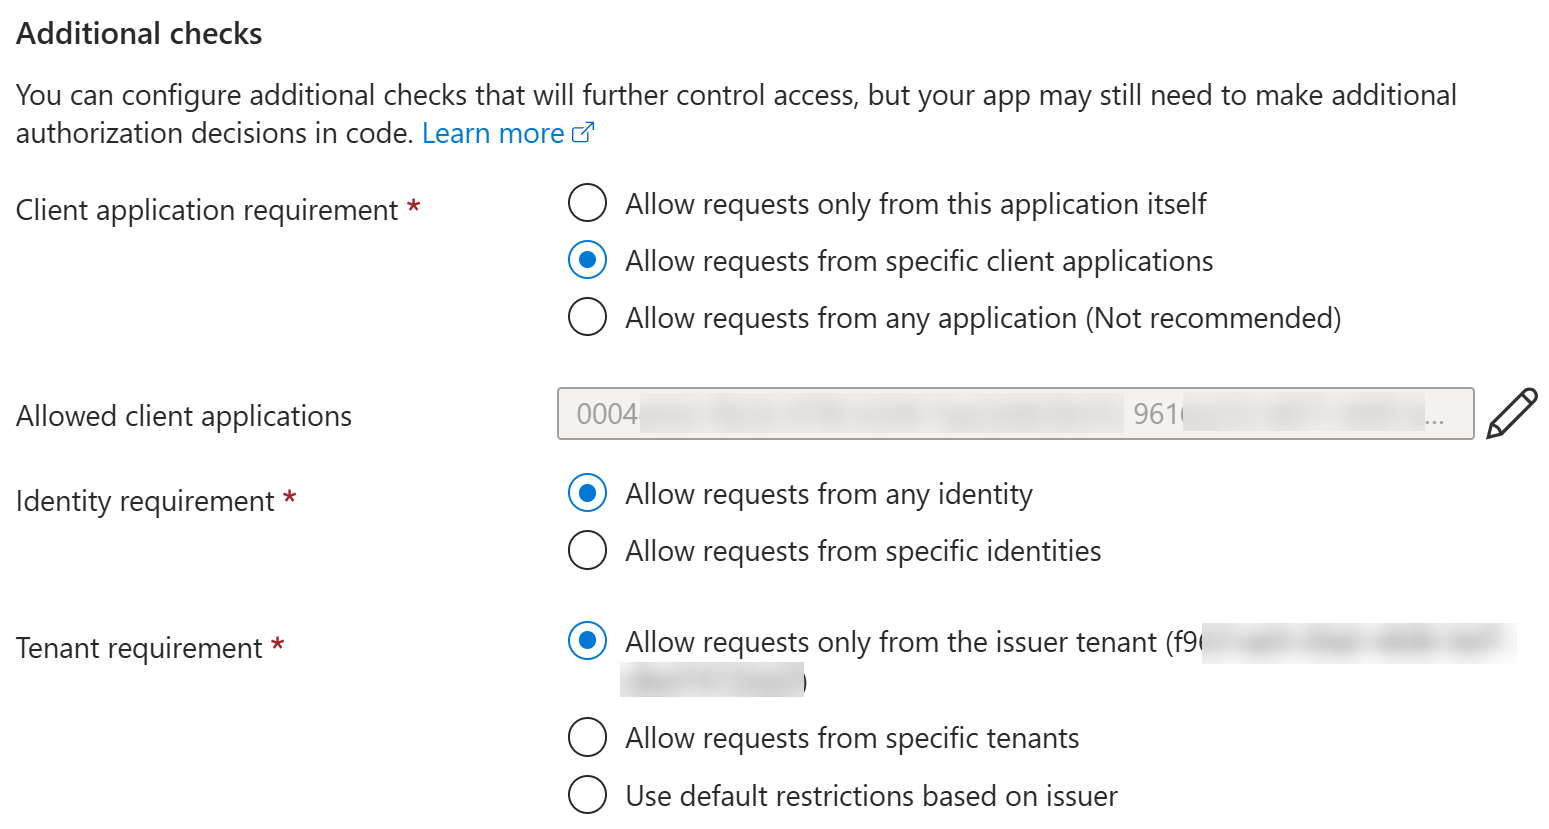 Additional checks
You can configure additional checks that will further control access, but your app may still need to make additional
authorization decisions in code. Learn more
Client application requirement *
Allow requests only from this application itself
Allow requests from specific client applications
Allow requests from any application (Not recommended)
Allowed client applications
0004 961 ...
Identity requirement *
Allow requests from any identity
Allow requests from specific identities
Tenant requirement *
Allow requests only from the issuer tenant (f9
)
Allow requests from specific tenants
Use default restrictions based on issuer